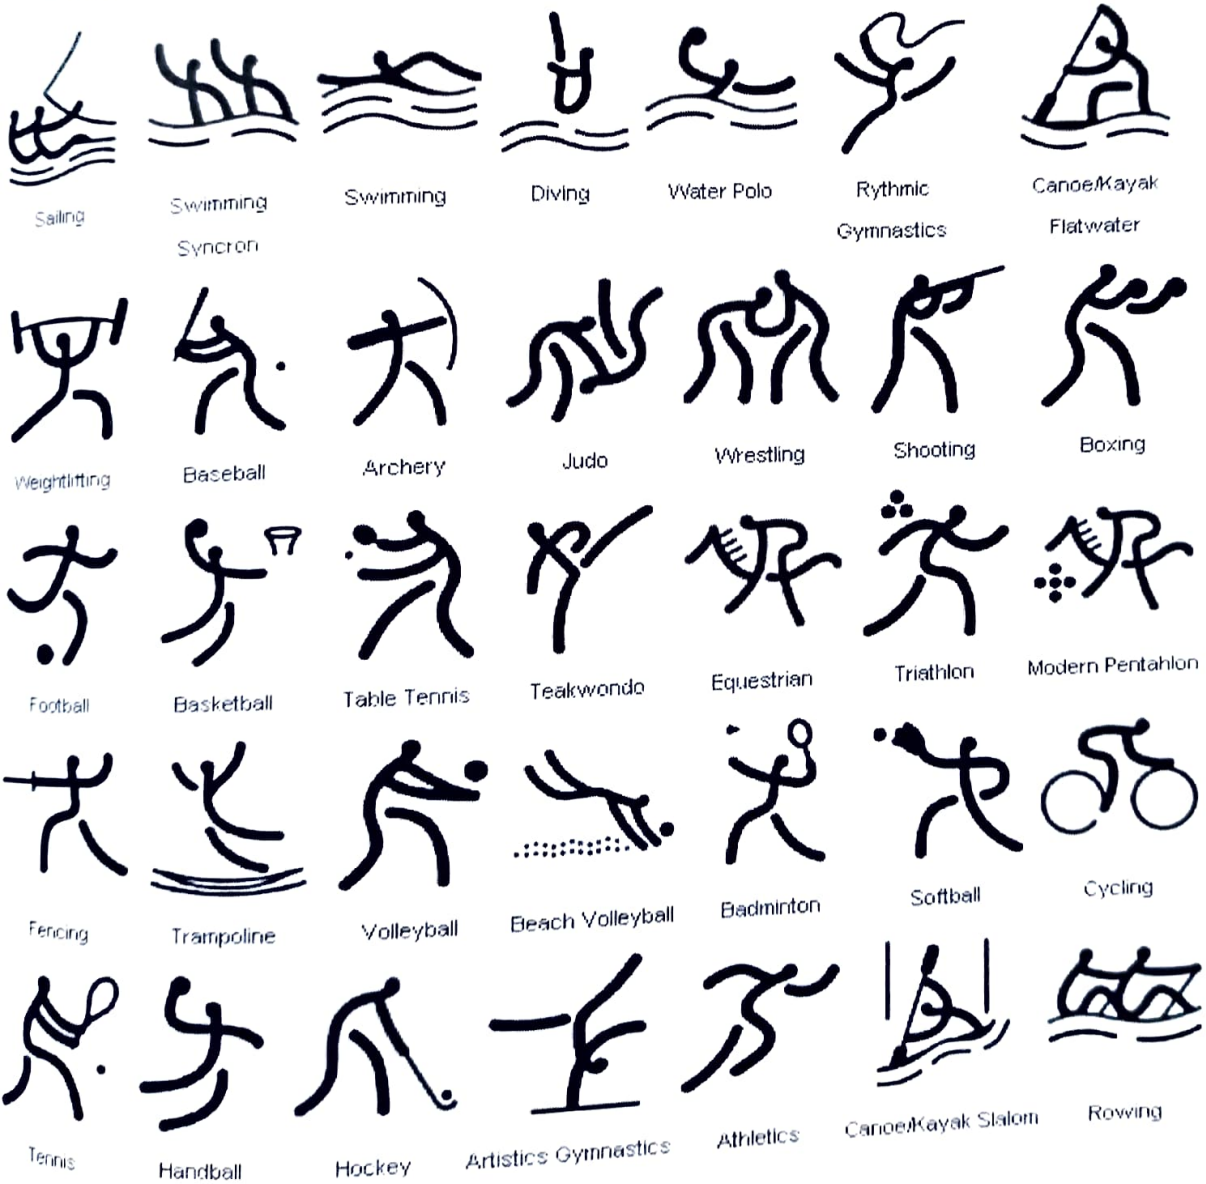 Sailing
Swimming
Syncron
Swimming
Diving
Water Polo
Rythmic
Gymnastics
Canoe/Kayak
Flatwater
Weightlifting
Baseball
Archery
Judo
Wrestling
Shooting
Boxing
Football
Basketball
Table Tennis
Teakwondo
Equestrian
Triathlon
Modern Pentahlon
Fencing
Trampoline
Volleyball
Beach Volleyball
Badminton
Softball
Cycling
Tennis
Handball
Hockey
Artistics Gymnastics
Athletics
Canoe/Kayak Slalom
Rowing